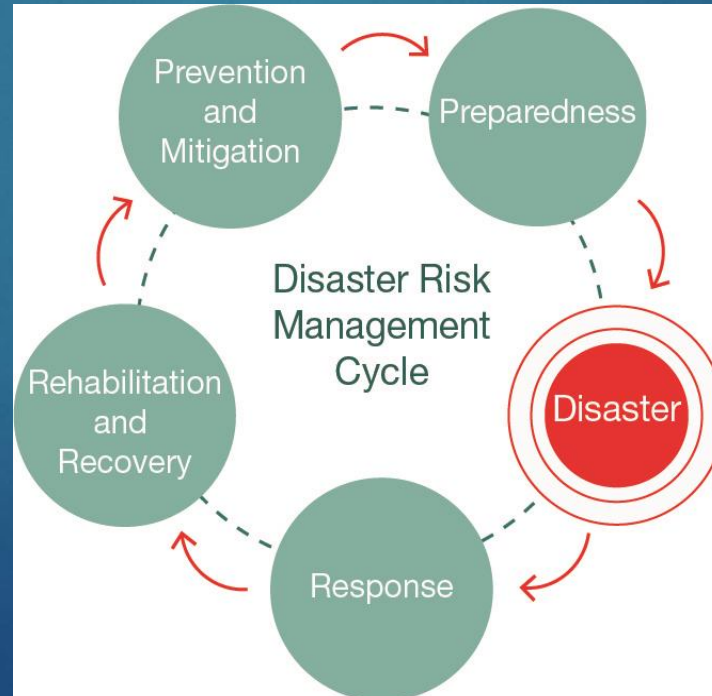 Prevention
and
Mitigation
Preparedness
Disaster Risk
Management
Cycle
Disaster
Response
Rehabilitation
and
Recovery